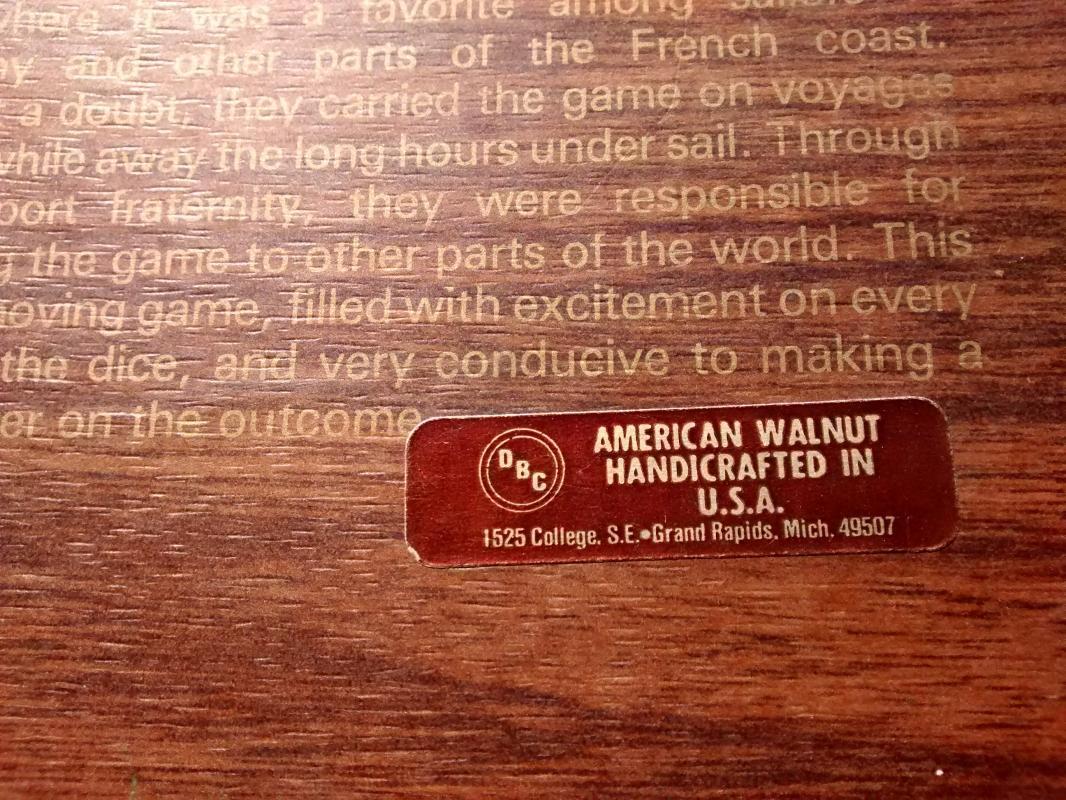 where it was a favorite among sailors
and other parts of the French coast.
a doubt, they carried the game on voyages
while away the long hours under sail. Through
port fraternity, they were responsible for
the game to other parts of the world. This
moving game, filled with excitement on every
the dice, and very conducive to making a
on the outcome
DBC
AMERICAN WALNUT
HANDICRAFTED IN
U.S.A.
1525 College, S.E.•Grand Rapids, Mich. 49507